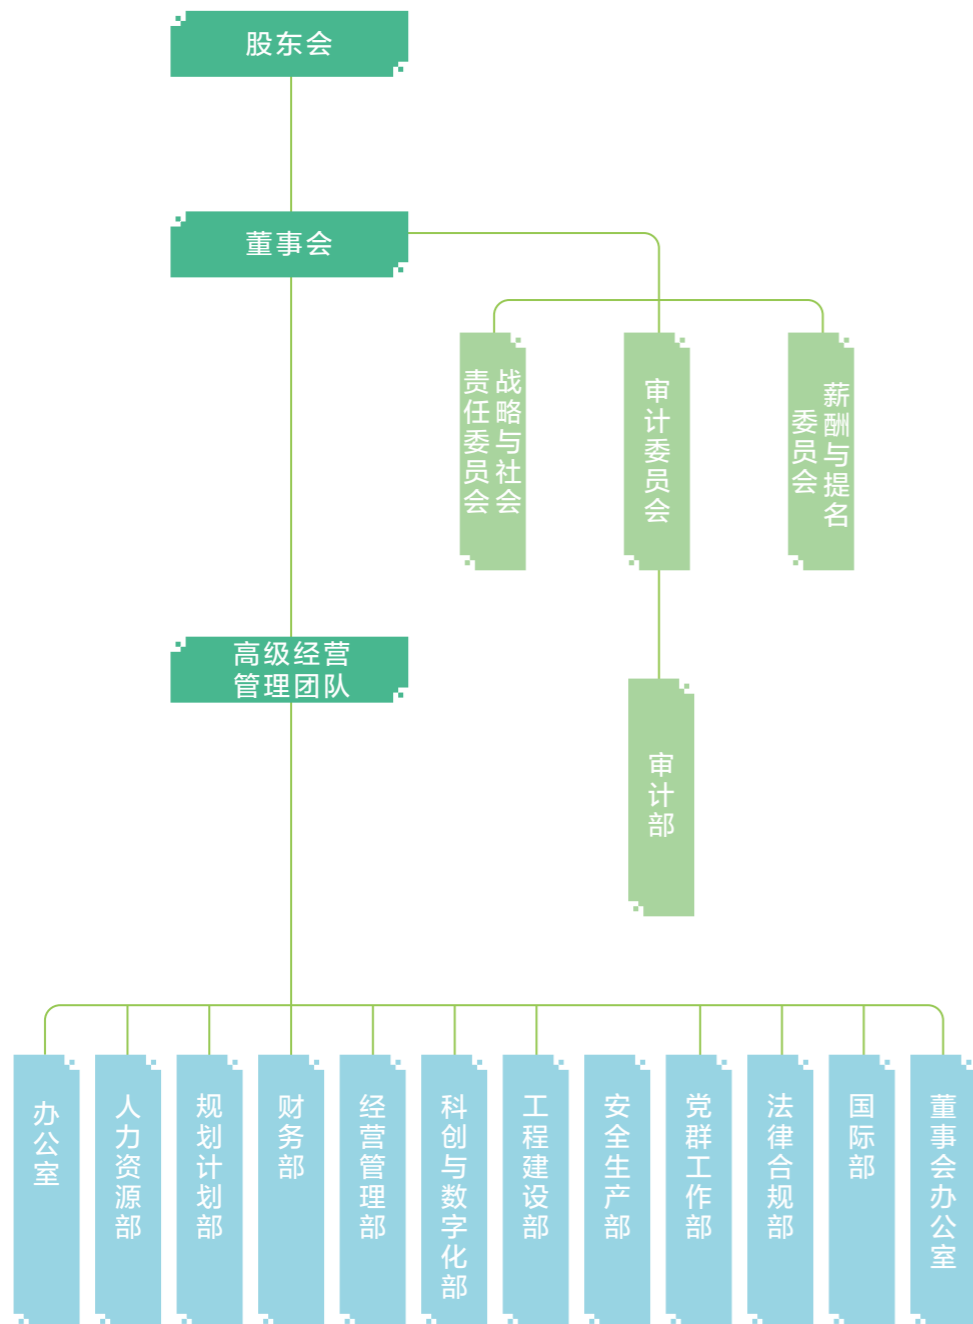 股东会
董事会
战略与社会
责任委员会
审计委员会
薪酬与提名
委员会
高级经营
管理团队
审计部
办公室
人力资源部
规划计划部
财务部
经营管理部
科创与数字化部
工程建设部
安全生产部
党群工作部
法律合规部
国际部
董事会办公室